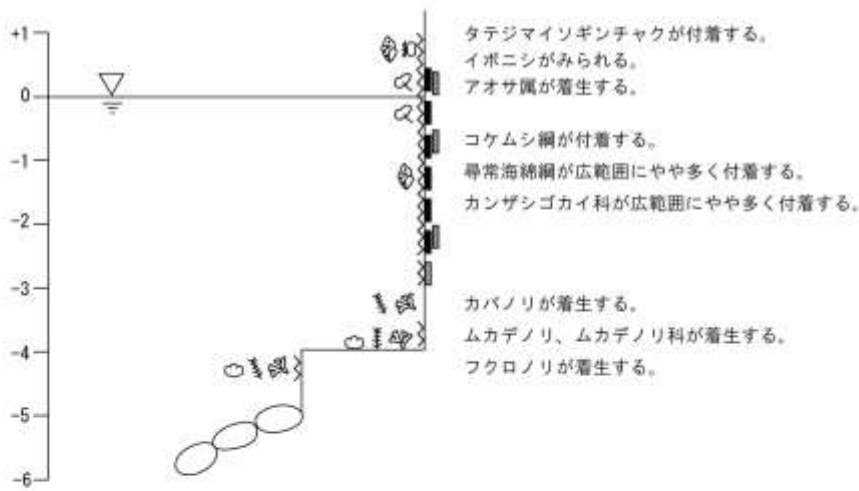 +1
タテジマイソギンチャクが付着する。
イボニシがみられる。
アオサ属が着生する。
0
コケムシ綱が付着する。
-1
尋常海綿綱が広範囲にやや多く付着する。
カンザシゴカイ科が広範囲にやや多く付着する。
-2
-3
カバノリが着生する。
ムカデノリ、ムカデノリ科が着生する。
-4
フクロノリが着生する。
-5
-6